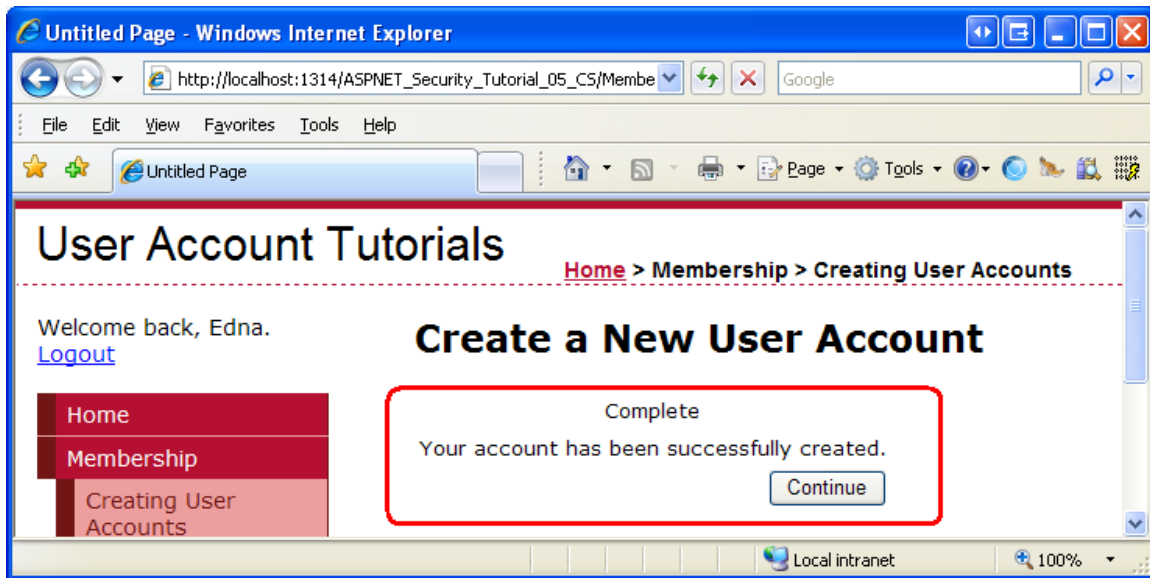 Untitled Page - Windows Internet Explorer
http://localhost:1314/ASPNET_Security_Tutorial_05_CS/Membe
Google
File Edit View Favorites Tools Help
Untitled Page
Page Tools
User Account Tutorials
Home > Membership > Creating User Accounts
Welcome back, Edna.
Logout
Create a New User Account
Home
Membership
Creating User
Accounts
Complete
Your account has been successfully created.
Continue
Local intranet
100%